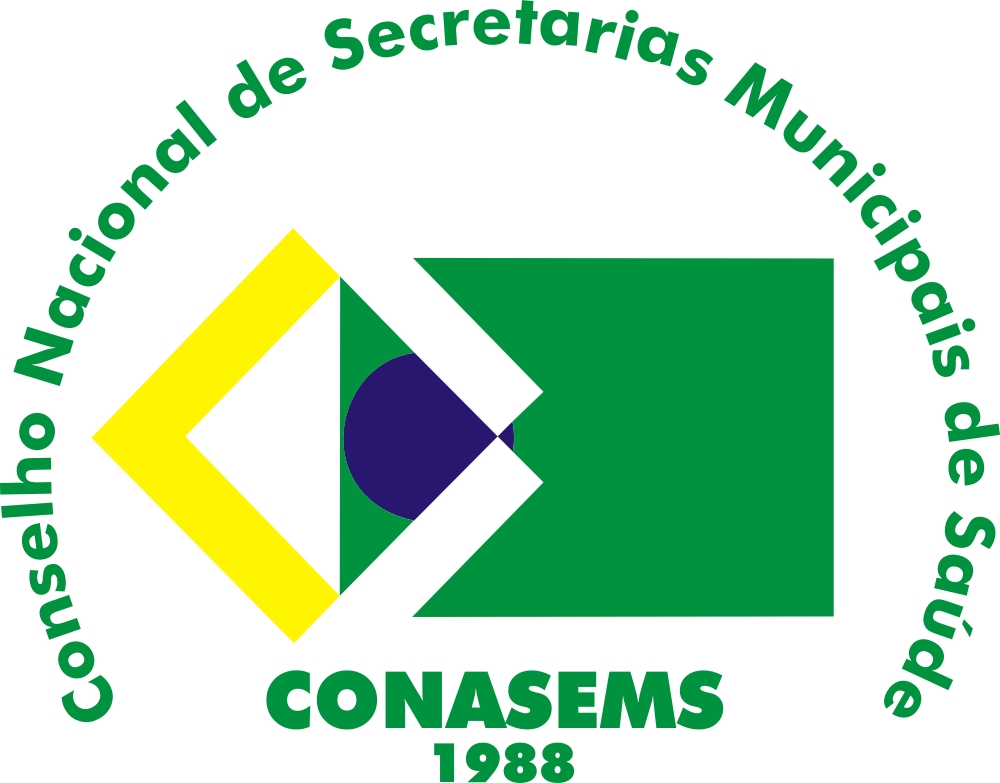 Conselho Nacional de Secretarias Municipais de Saúde
CONASEMS
1988